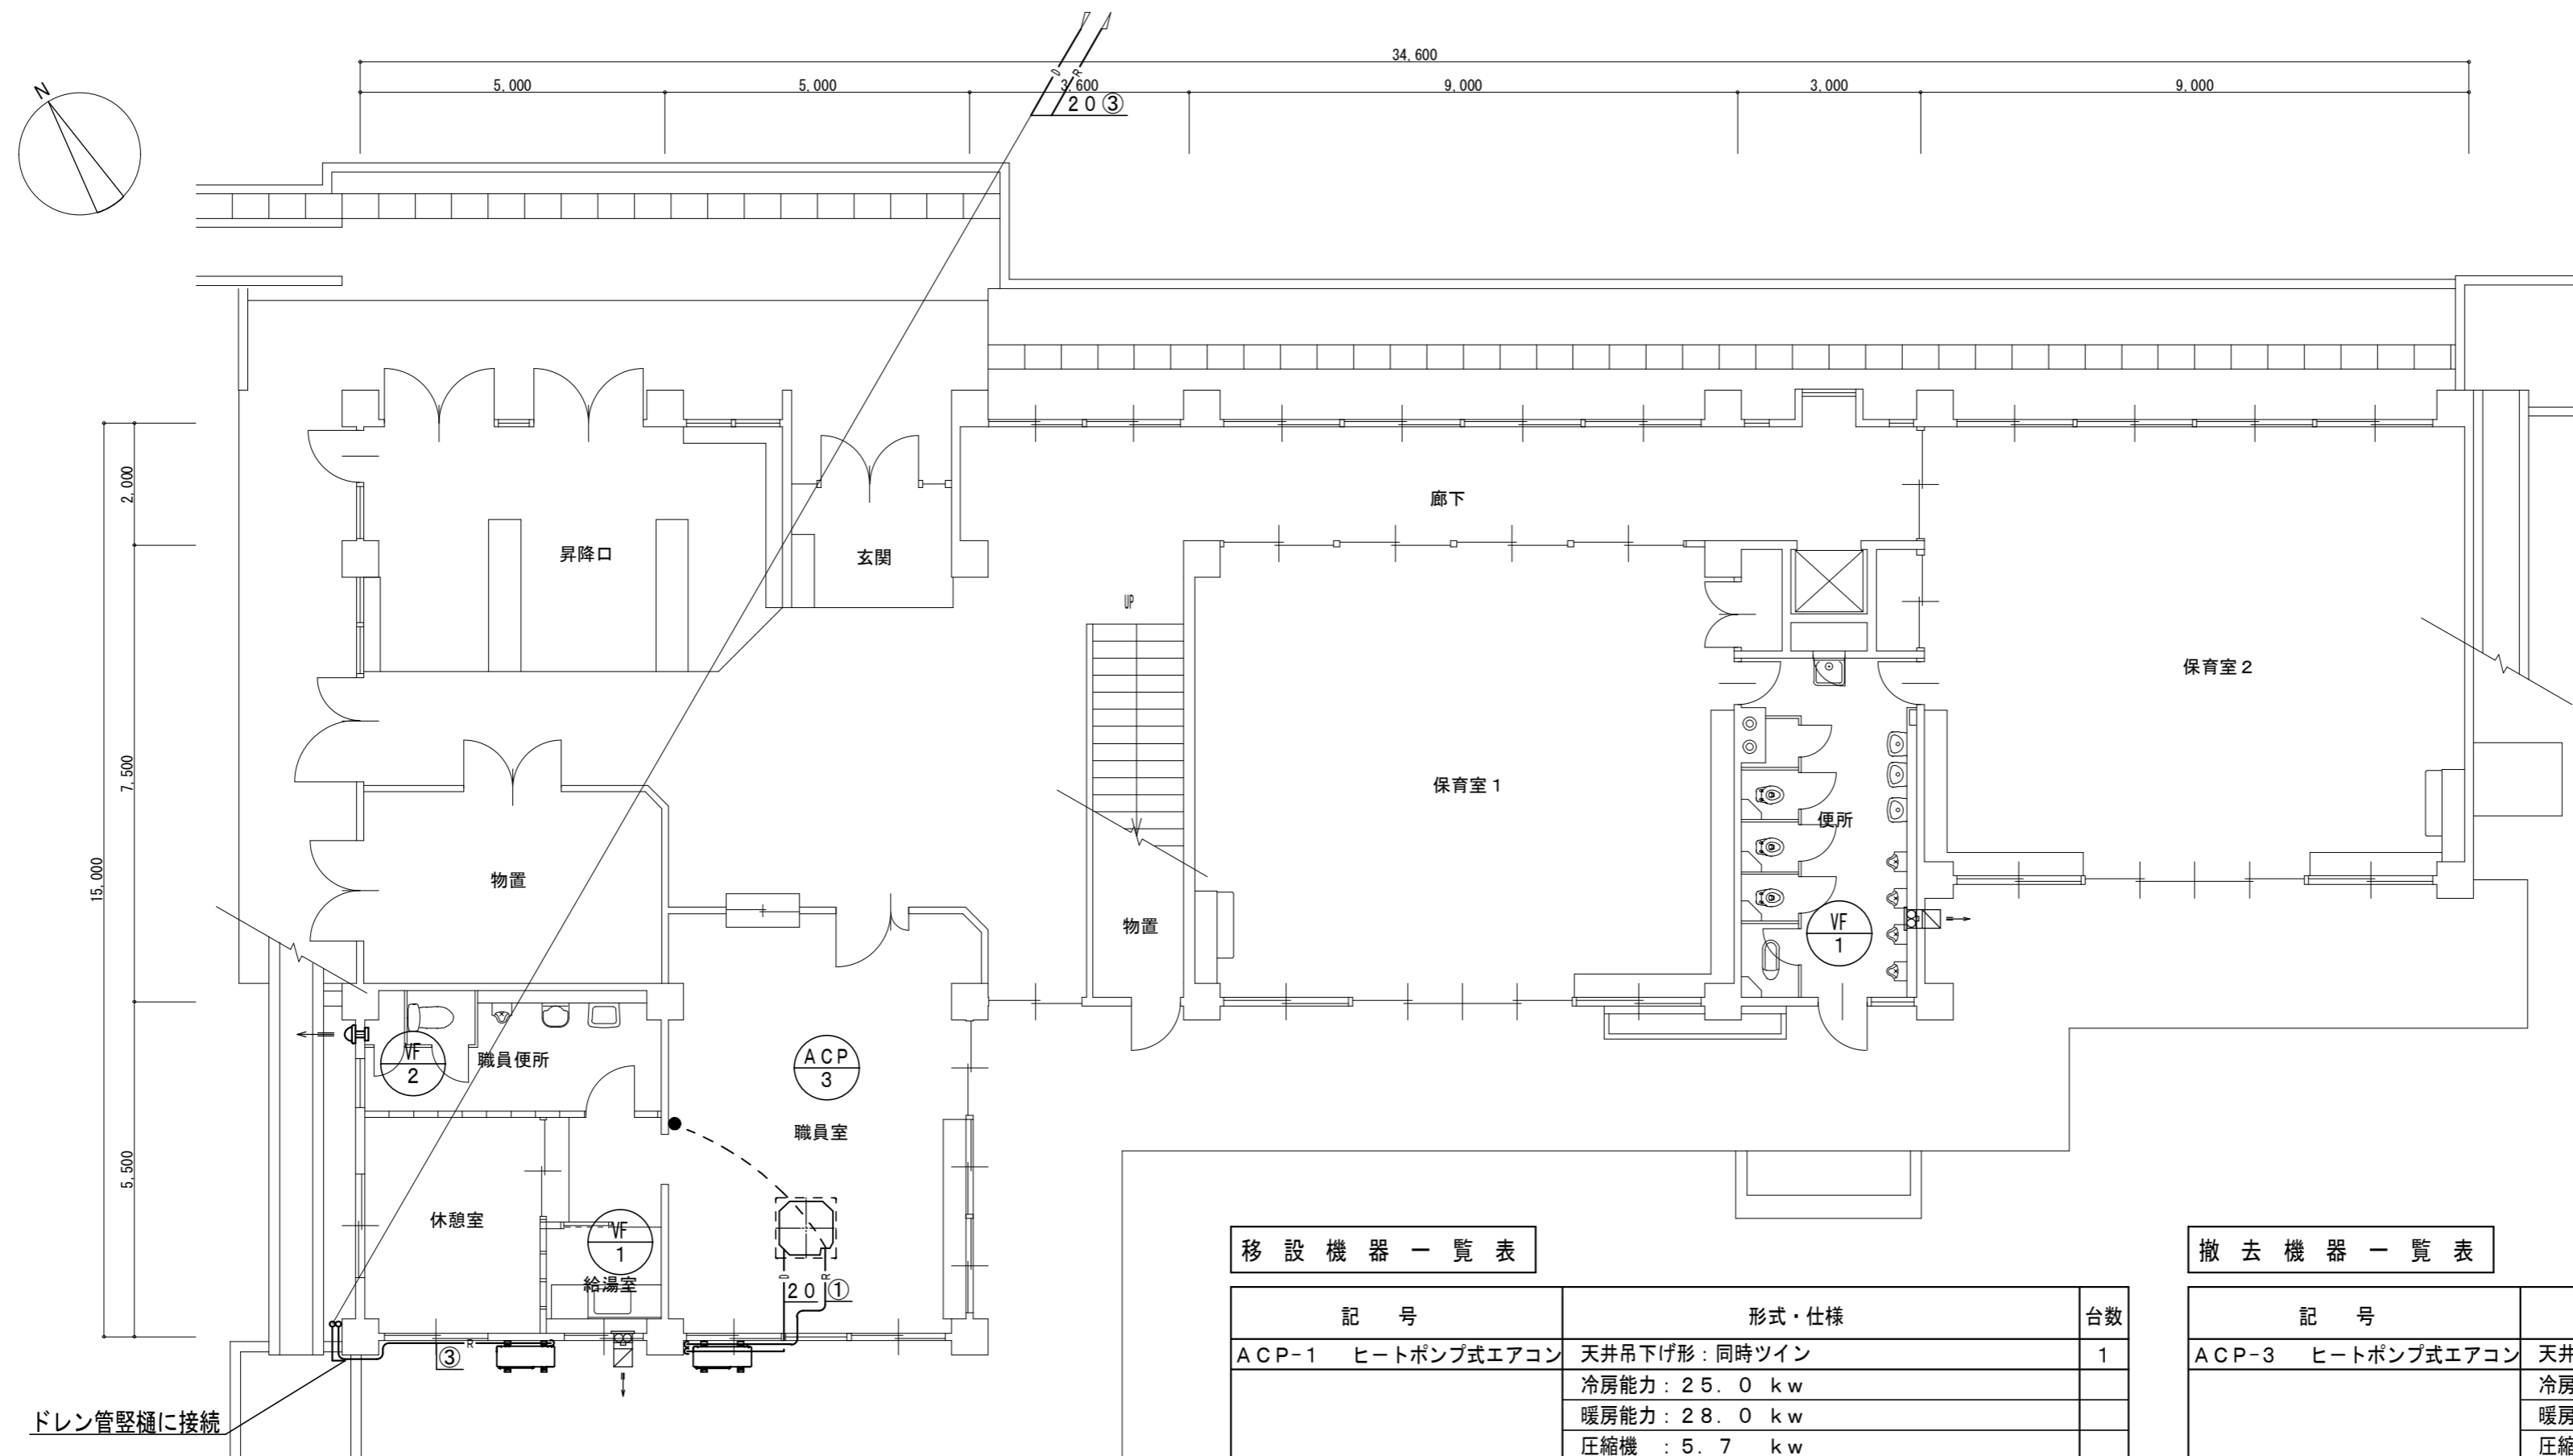 34,600
5,000
5,000
3,600
9,000
3,000
9,000
N
D
R
20③
2,000
7,500
15,000
5,500
廊下
昇降口
玄関
UP
保育室2
保育室1
便所
物置
物置
VF
1
VF
2
職員便所
ACP
3
職員室
休憩室
VF
1
給湯室
D
R
20①
R
③
ドレン管竪樋に接続
移設機器一覧表
記 号 形式・仕様 台数
ACP-1 ヒートポンプ式エアコン 天井吊下げ形：同時ツイン 1
冷房能力：25．0 kw
暖房能力：28．0 kw
圧縮機 ：5．7 kw
撤去機器一覧表
記 号
ACP-3 ヒートポンプ式エアコン 天井
冷房
暖房
圧縮